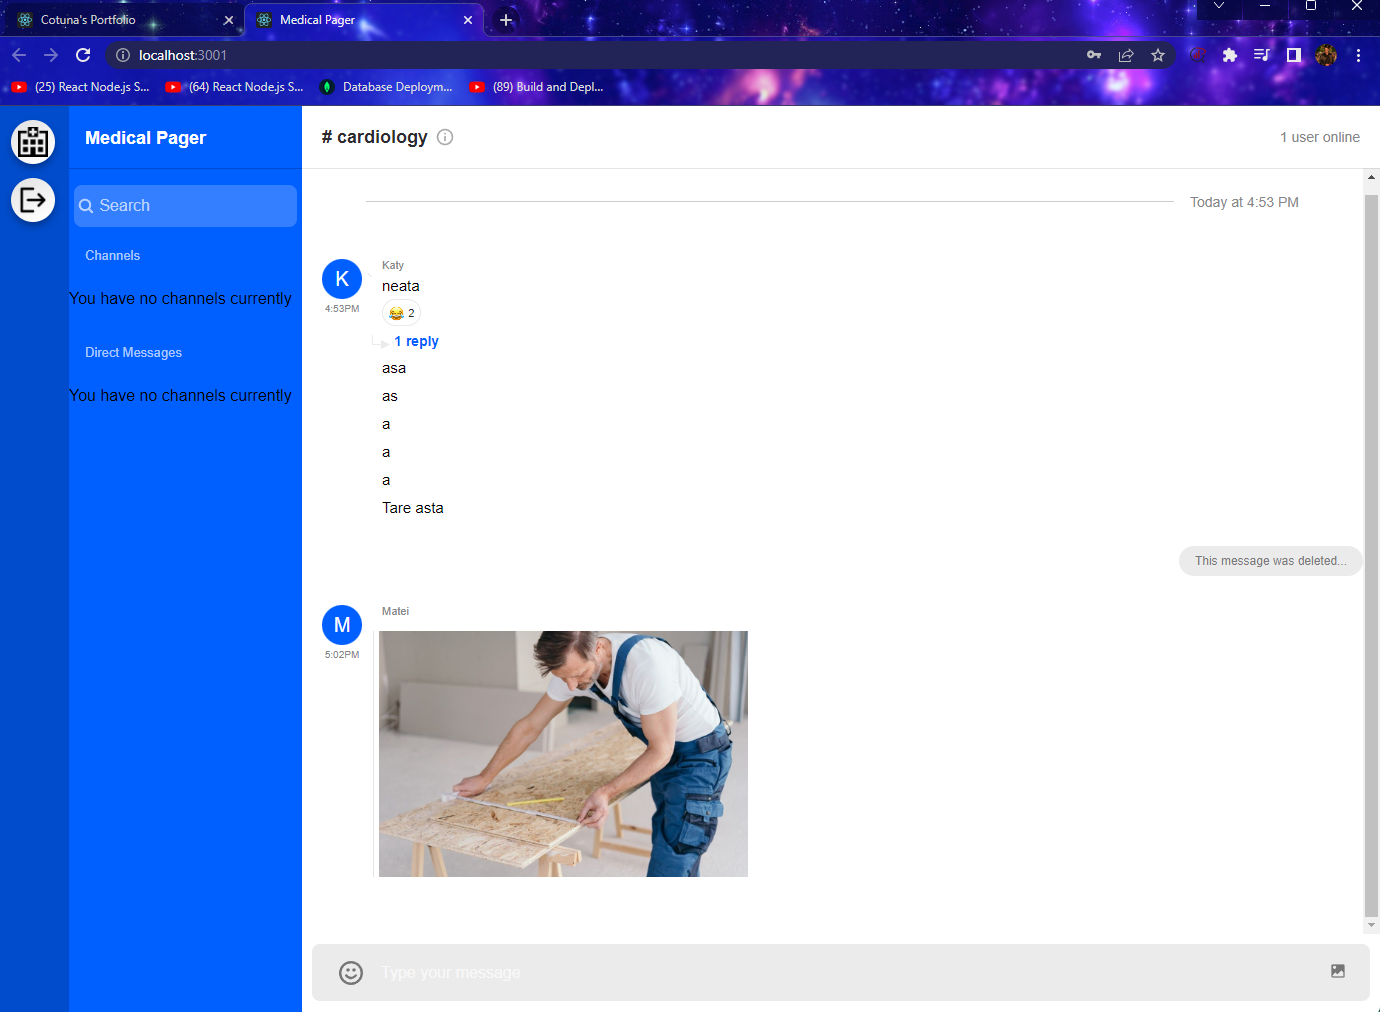 Cotuna's Portfolio
Medical Pager
localhost:3001
(25) React Node.js S...
(64) React Node.js S...
Database Deploym...
(89) Build and Depl...
Medical Pager
# cardiology
1 user online
Search
Today at 4:53 PM
Channels
You have no channels currently
Direct Messages
You have no channels currently
K
Katy
4:53PM
neata
😂 2
1 reply
asa
as
a
a
a
Tare asta
This message was deleted...
M
Matei
5:02PM
Type your message